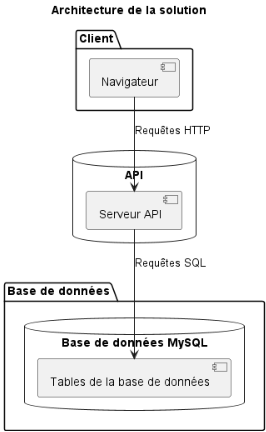 Architecture de la solution
Client
Navigateur
Requêtes HTTP
API
Serveur API
Requêtes SQL
Base de données
Base de données MySQL
Tables de la base de données